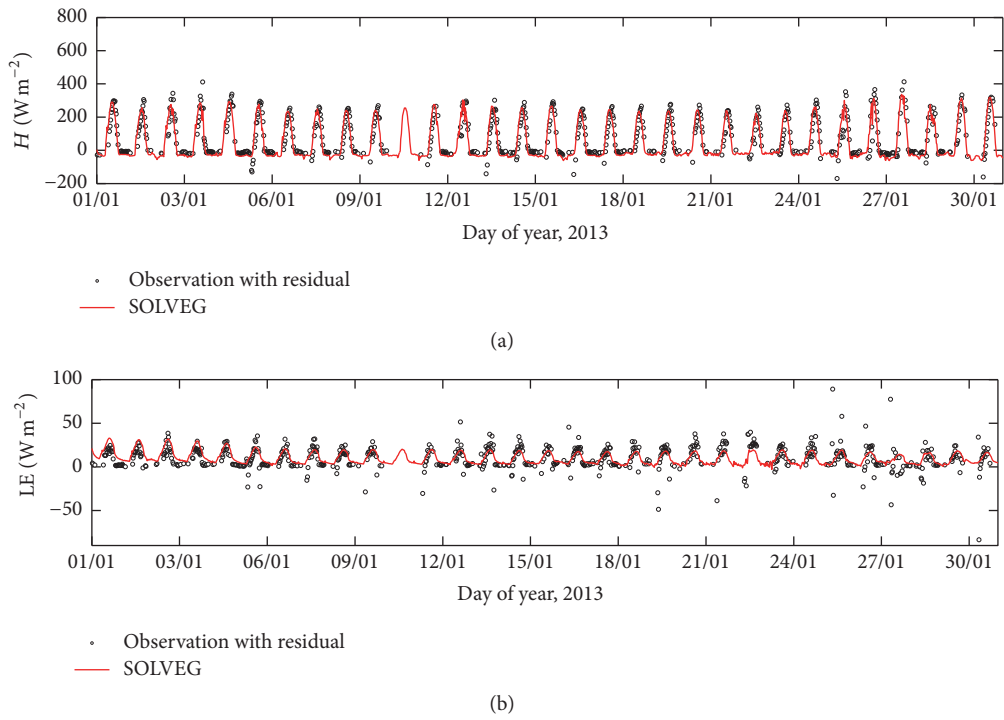 800
600
400
200
0
−200
H (W m−2)
01/01 03/01 06/01 09/01 12/01 15/01 18/01 21/01 24/01 27/01 30/01
Day of year, 2013
Observation with residual
SOLVEG
(a)
100
50
0
−50
LE (W m−2)
01/01 03/01 06/01 09/01 12/01 15/01 18/01 21/01 24/01 27/01 30/01
Day of year, 2013
Observation with residual
SOLVEG
(b)